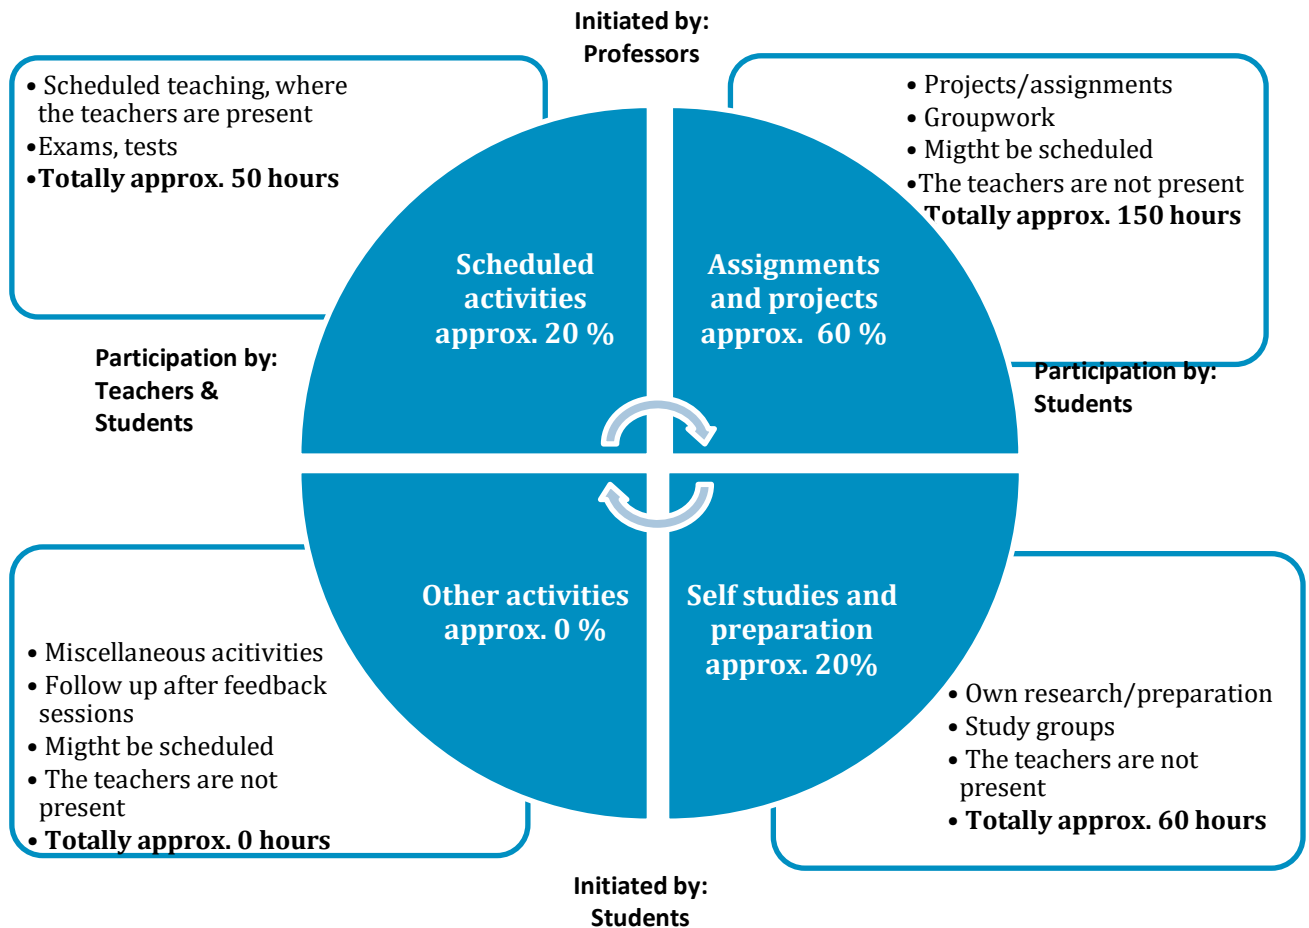 Initiated by:
Professors
• Scheduled teaching, where
the teachers are present
•Exams, tests
•Totally approx. 50 hours
• Projects/assignments
• Groupwork
• Migtht be scheduled
•The teachers are not present
Totally approx. 150 hours
Scheduled
activities
approx. 20 %
Assignments
and projects
approx. 60 %
Participation by:
Teachers &
Students
Participation by:
Students
Other activities
approx. 0 %
Self studies and
preparation
approx. 20%
• Miscellaneous acitivities
• Follow up after feedback
sessions
• Migtht be scheduled
• The teachers are not
present
• Totally approx. 0 hours
• Own research/preparation
• Study groups
• The teachers are not
present
• Totally approx. 60 hours
Initiated by:
Students